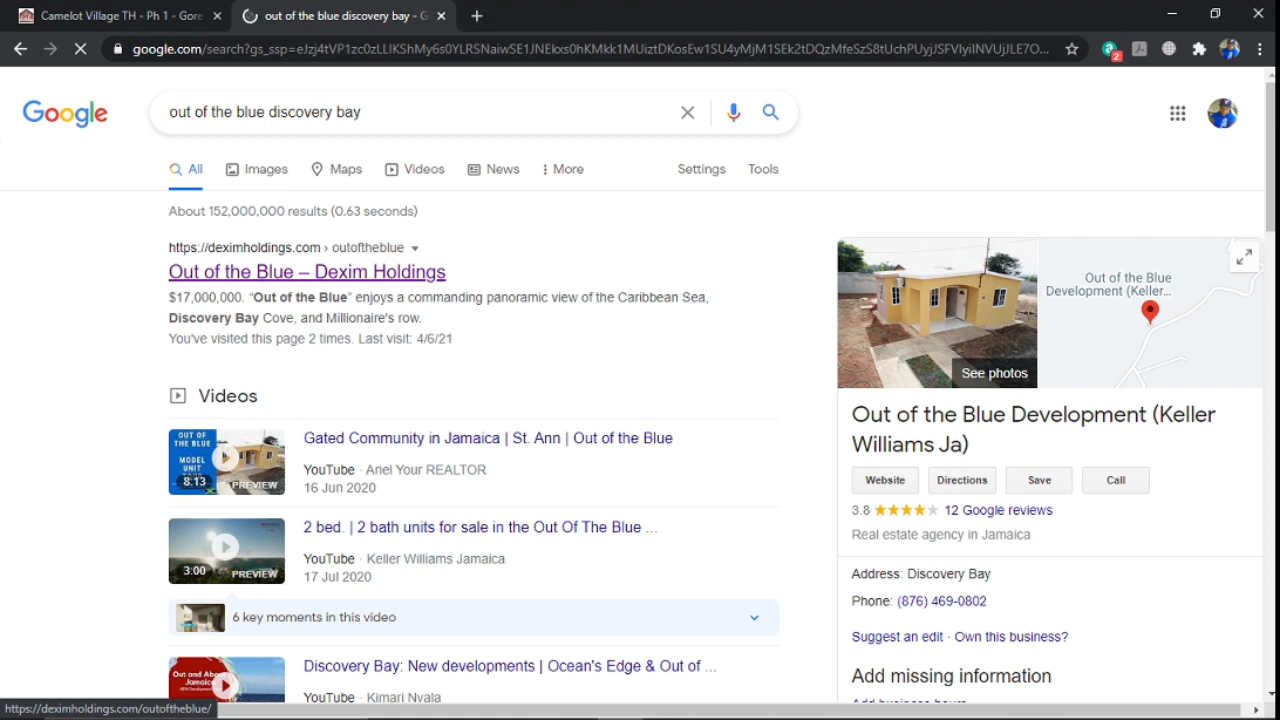 Camelot Village TH - Ph 1 - Gore
out of the blue discovery bay - G
google.com/search?gs_ssp=
2
Google
out of the blue discovery bay
All
Images
Maps
Videos
News
More
Settings
Tools
About 152,000,000 results (0.63 seconds)
https://deximholdings.com › outoftheblue
Out of the Blue – Dexim Holdings
$17,000,000. “Out of the Blue” enjoys a commanding panoramic view of the Caribbean Sea,
Discovery Bay Cove, and Millionaire's row.
You've visited this page 2 times. Last visit: 4/6/21
Videos
OUT OF
THE BLUE
MODEL
UNIT
8:13
PREVIEW
Gated Community in Jamaica | St. Ann | Out of the Blue
YouTube · Ariel Your REALTOR
16 Jun 2020
3:00
PREVIEW
2 bed. | 2 bath units for sale in the Out Of The Blue ...
YouTube · Keller Williams Jamaica
17 Jul 2020
6 key moments in this video
Out and About
Jamaica
Discovery Bay: New developments | Ocean's Edge & Out of ...
YouTube · Kimari Nyala
See photos
Out of the Blue
Development (Keller...
Out of the Blue Development (Keller
Williams Ja)
Website
Directions
Save
Call
3.8
12 Google reviews
Real estate agency in Jamaica
Address: Discovery Bay
Phone: (876) 469-0802
Suggest an edit · Own this business?
Add missing information
Add business hours
https://deximholdings.com/outoftheblue/